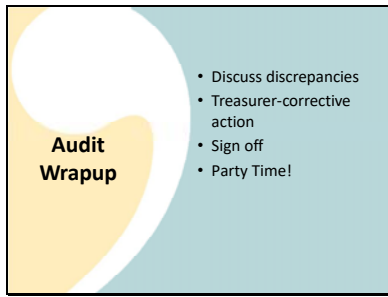 Audit
Wrapup
• Discuss discrepancies
• Treasurer-corrective
action
• Sign off
• Party Time!